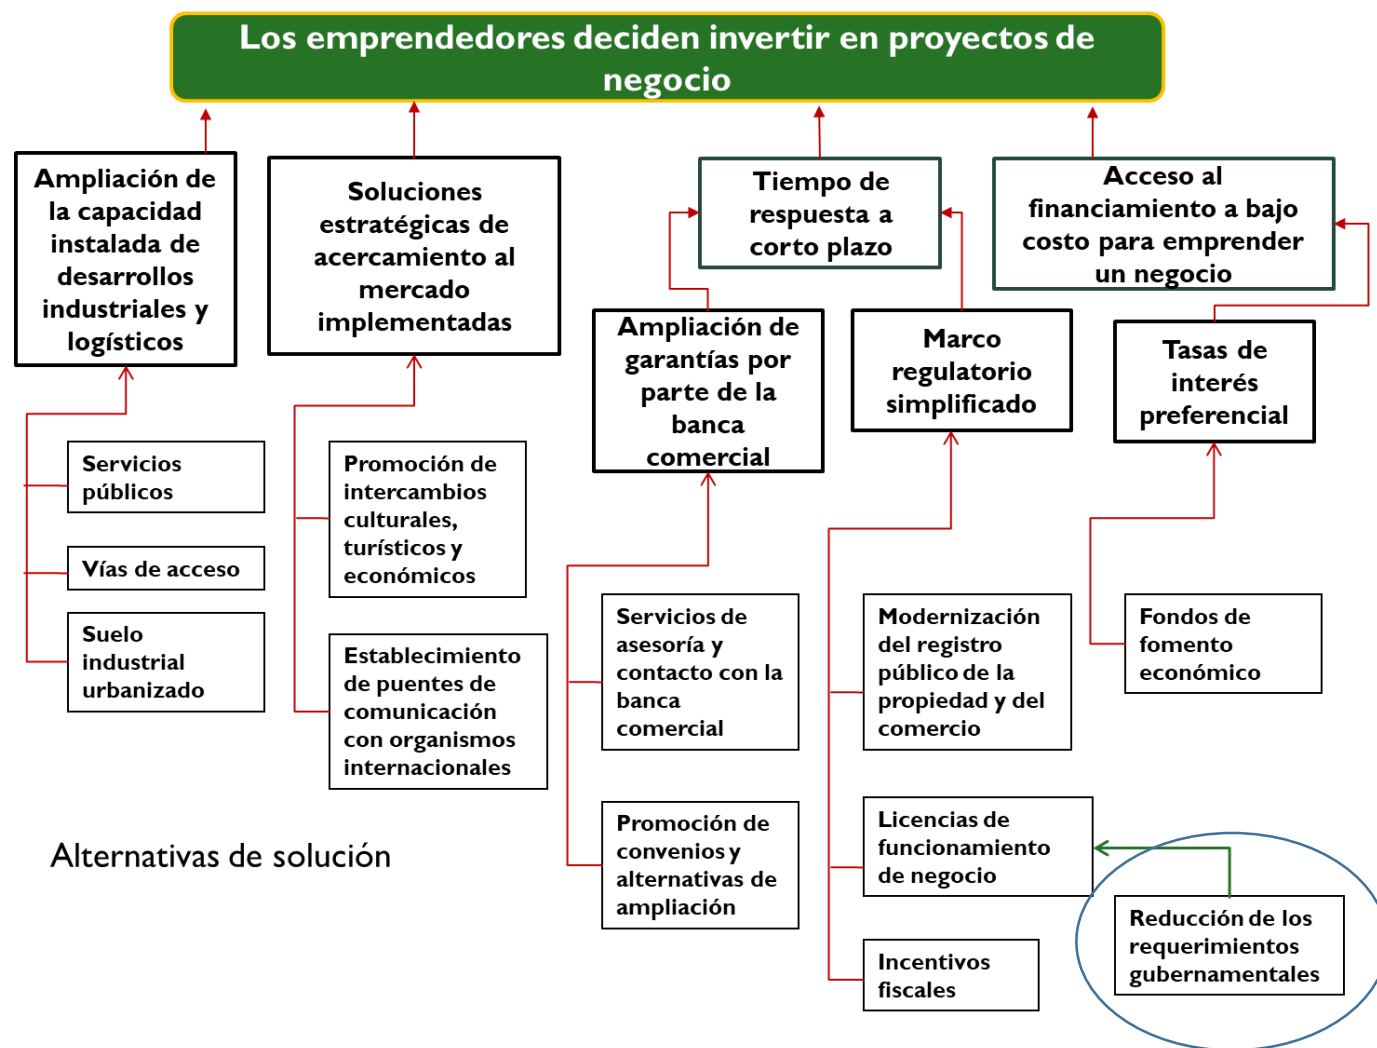 Los emprendedores deciden invertir en proyectos de
negocio
Ampliación de
la capacidad
instalada de
desarrollos
industriales y
logísticos
Soluciones
estratégicas de
acercamiento al
mercado
implementadas
Tiempo de
respuesta a
corto plazo
Acceso al
financiamiento a bajo
costo para emprender
un negocio
Ampliación de
garantías por
parte de la
banca
comercial
Marco
regulatorio
simplificado
Tasas de
interés
preferencial
Servicios
públicos
Vías de acceso
Suelo
industrial
urbanizado
Promoción de
intercambios
culturales,
turísticos y
económicos
Establecimiento
de puentes de
comunicación
con organismos
internacionales
Servicios de
asesoría y
contacto con la
banca
comercial
Promoción de
convenios y
alternativas de
ampliación
Modernización
del registro
público de la
propiedad y del
comercio
Licencias de
funcionamiento
de negocio
Incentivos
fiscales
Fondos de
fomento
económico
Reducción de los
requerimientos
gubernamentales
Alternativas de solución